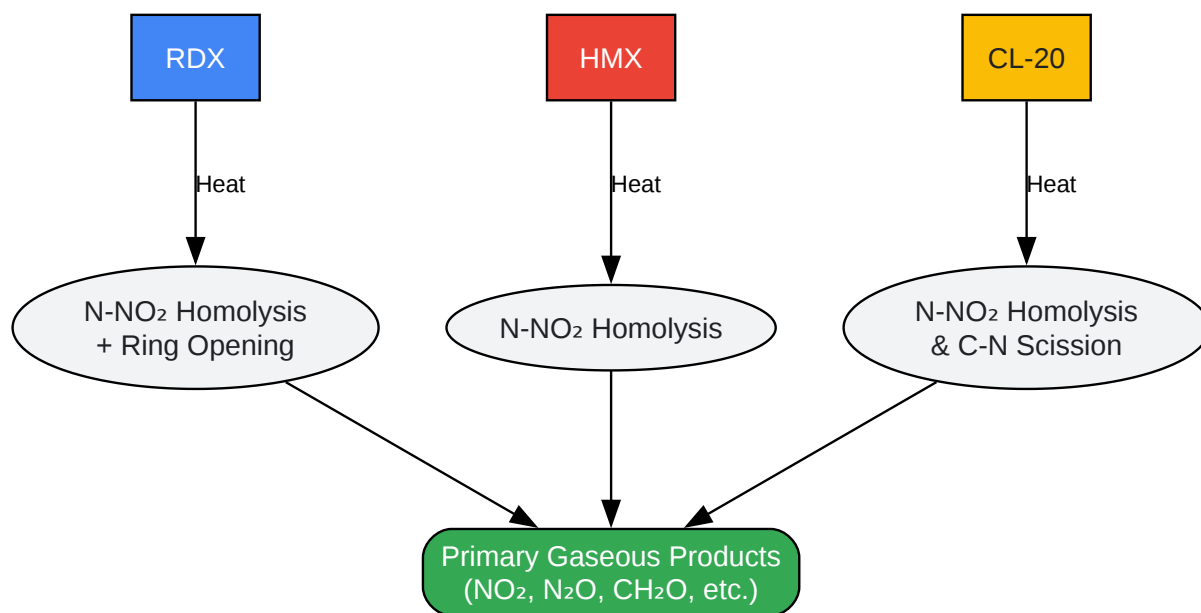 RDX
HMX
CL-20
Heat
Heat
Heat
N-NO₂ Homolysis
+ Ring Opening
N-NO₂ Homolysis
N-NO₂ Homolysis
& C-N Scission
Primary Gaseous Products
(NO₂, N₂O, CH₂O, etc.)